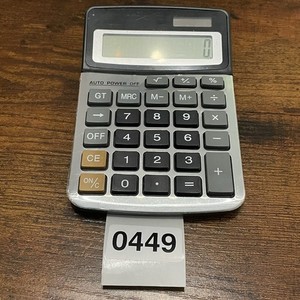 AUTO POWER OFF √ % %
GT MRC M− M+ ÷
→ 7 8 9 ×
OFF 4 5 6 −
CE 1 2 3 +
ON/C 0 · =
0449